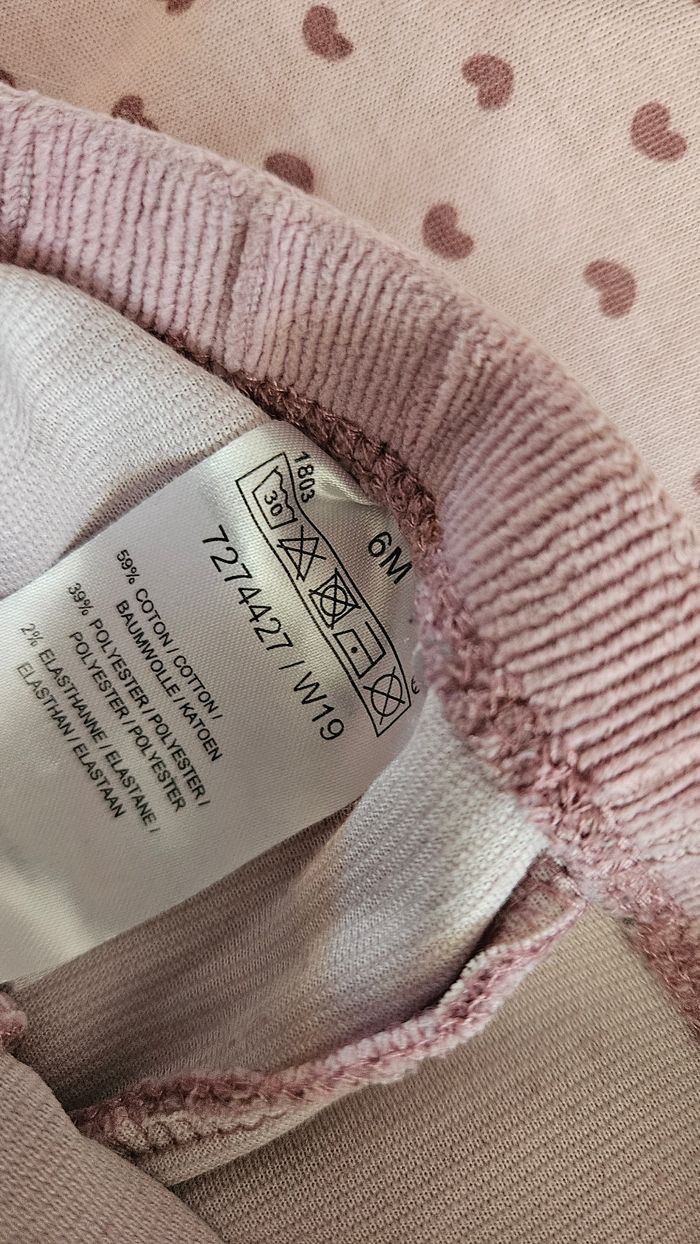 1803
30
6M
7274427 / W19
59% COTON / COTTON /
BAUMWOLLE / KATOEN
39% POLYESTER / POLYESTER /
POLYESTER / POLYESTER
2% ELASTHANNE / ELASTANE /
ELASTHAN / ELASTAAN